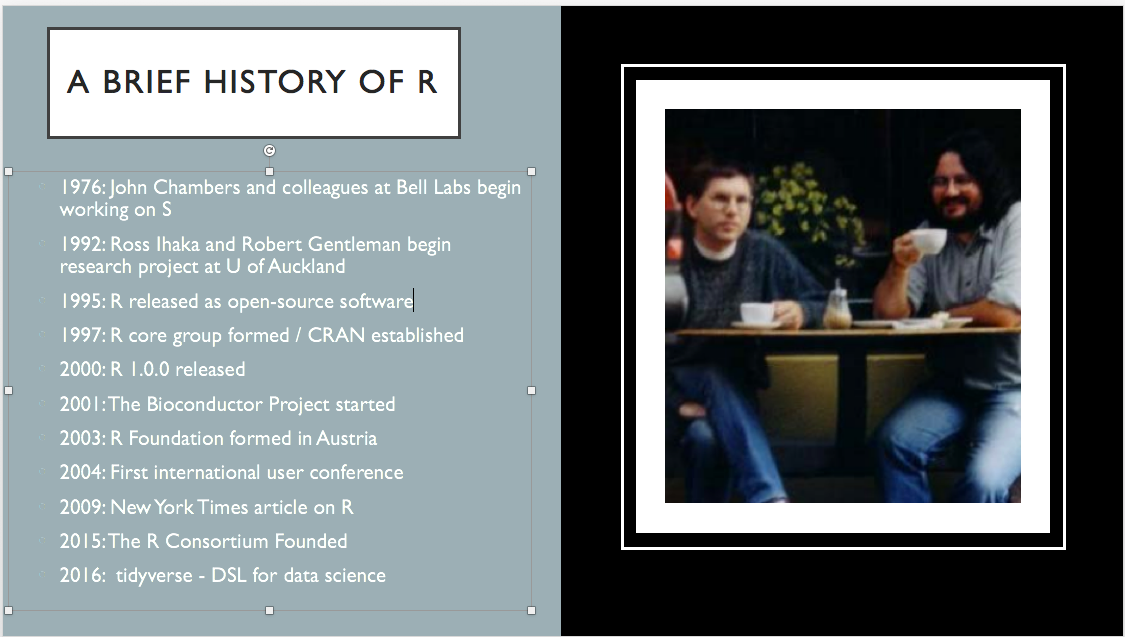 A BRIEF HISTORY OF R
1976: John Chambers and colleagues at Bell Labs begin
working on S
1992: Ross Ihaka and Robert Gentleman begin
research project at U of Auckland
1995: R released as open-source software
1997: R core group formed / CRAN established
2000: R 1.0.0 released
2001: The Bioconductor Project started
2003: R Foundation formed in Austria
2004: First international user conference
2009: New York Times article on R
2015: The R Consortium Founded
2016:  tidyverse - DSL for data science